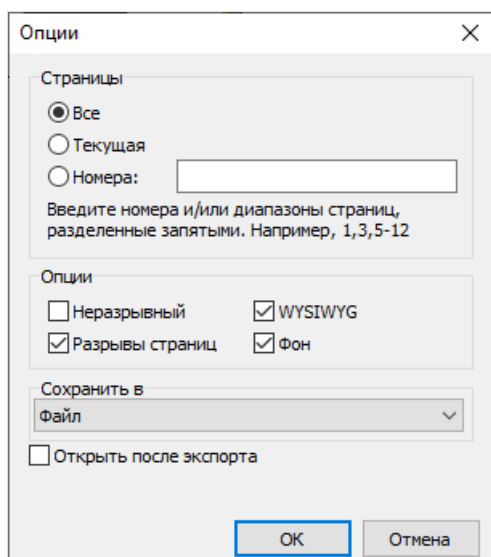 Опции
Страницы
Все
Текущая
Номера:
Введите номера и/или диапазоны страниц,
разделенные запятыми. Например, 1,3,5-12
Опции
Неразрывный WYSIWYG
Разрывы страниц Фон
Сохранить в
Файл
Открыть после экспорта
ОК Отмена